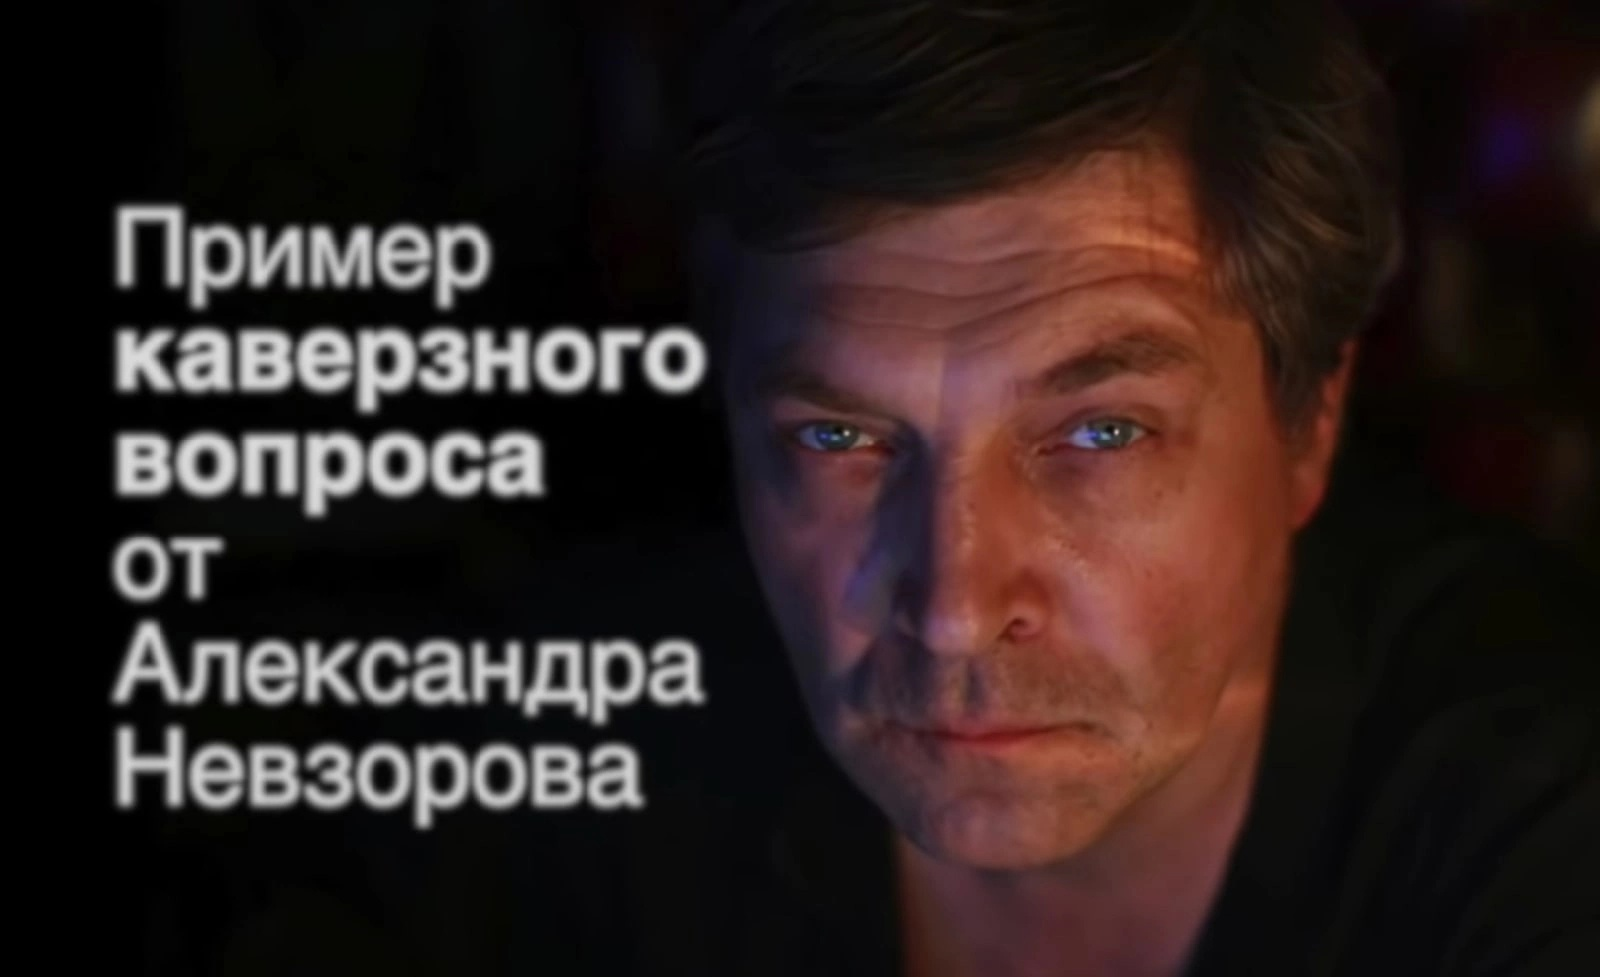 Пример
каверзного
вопроса
от
Александра
Невзорова